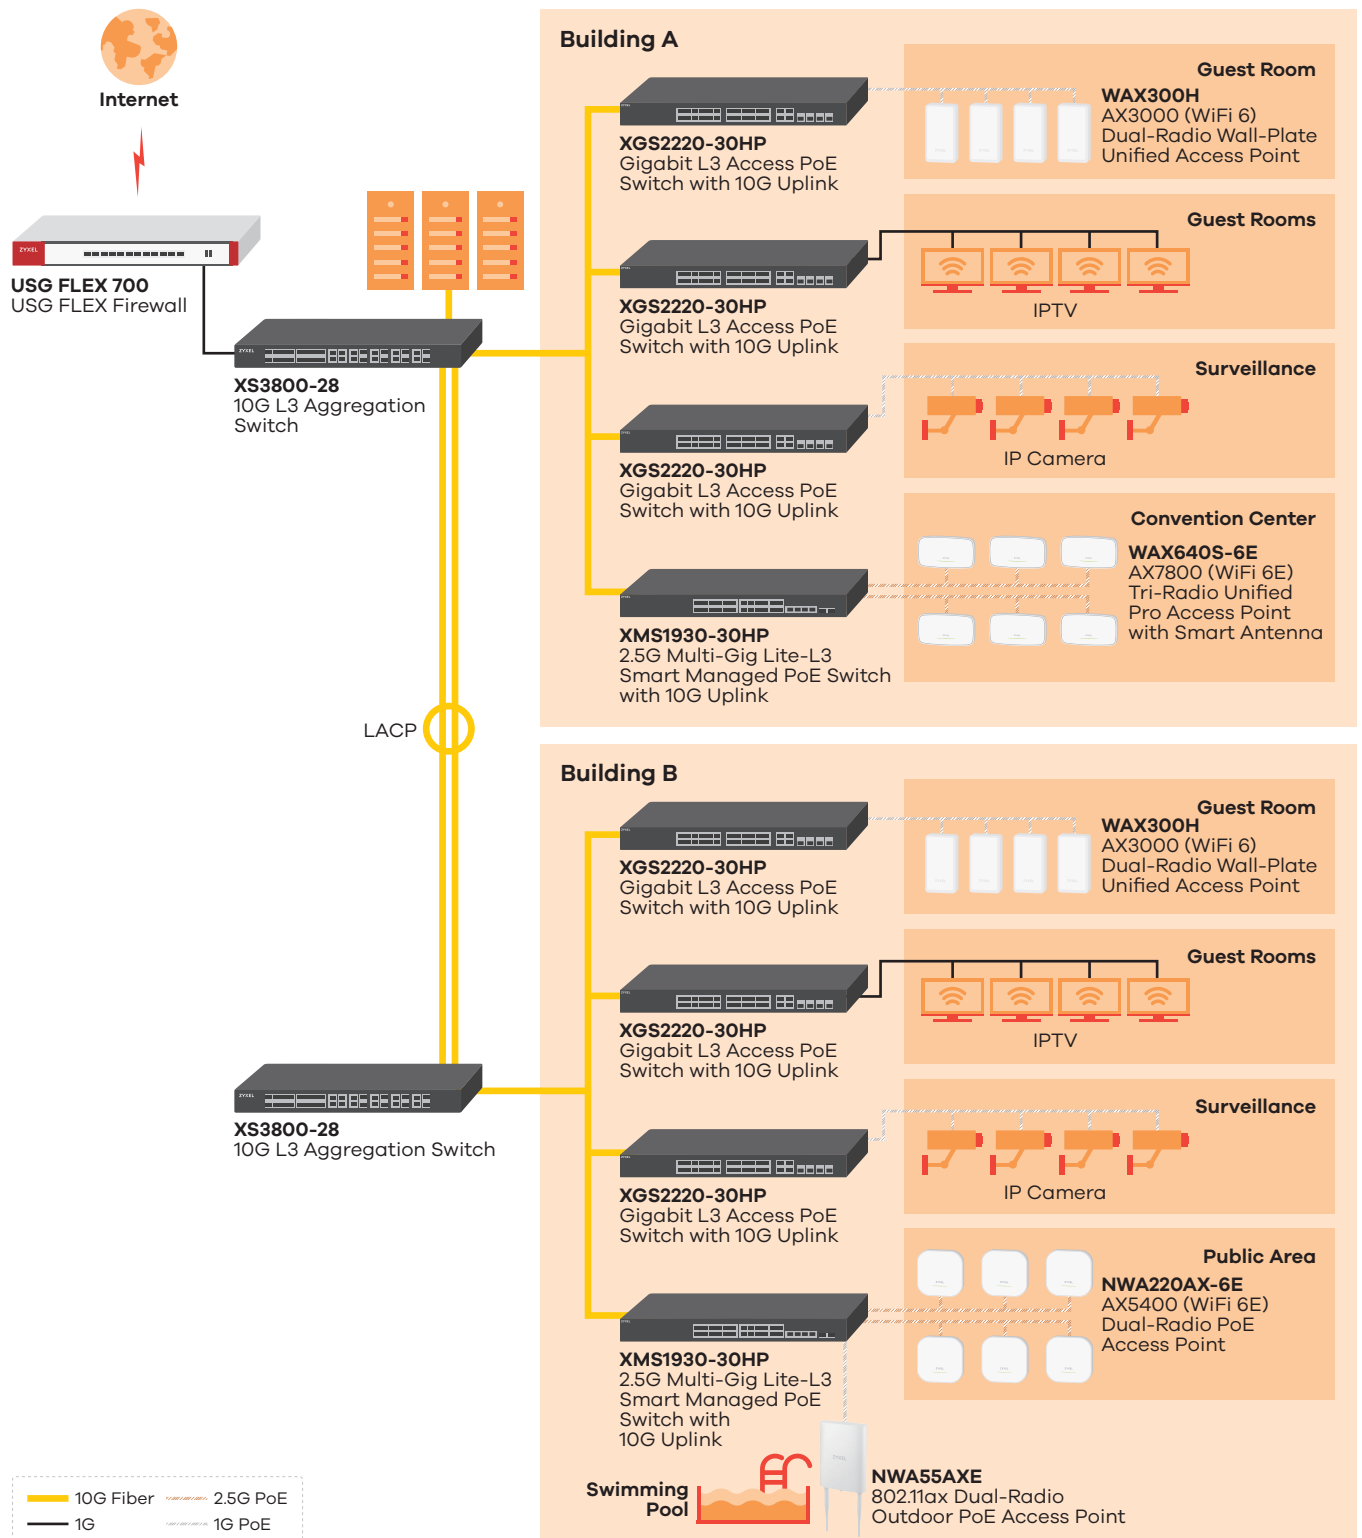 Internet
ZYXEL
USG FLEX 700
USG FLEX Firewall
ZYXEL
XS3800-28
10G L3 Aggregation
Switch
LACP
ZYXEL
XS3800-28
10G L3 Aggregation Switch
Building A
XGS2220-30HP
Gigabit L3 Access PoE
Switch with 10G Uplink
Guest Room
WAX300H
AX3000 (WiFi 6)
Dual-Radio Wall-Plate
Unified Access Point
XGS2220-30HP
Gigabit L3 Access PoE
Switch with 10G Uplink
Guest Rooms
IPTV
XGS2220-30HP
Gigabit L3 Access PoE
Switch with 10G Uplink
Surveillance
IP Camera
XMS1930-30HP
2.5G Multi-Gig Lite-L3
Smart Managed PoE Switch
with 10G Uplink
Convention Center
WAX640S-6E
AX7800 (WiFi 6E)
Tri-Radio Unified
Pro Access Point
with Smart Antenna
Building B
XGS2220-30HP
Gigabit L3 Access PoE
Switch with 10G Uplink
Guest Room
WAX300H
AX3000 (WiFi 6)
Dual-Radio Wall-Plate
Unified Access Point
XGS2220-30HP
Gigabit L3 Access PoE
Switch with 10G Uplink
Guest Rooms
IPTV
XGS2220-30HP
Gigabit L3 Access PoE
Switch with 10G Uplink
Surveillance
IP Camera
XMS1930-30HP
2.5G Multi-Gig Lite-L3
Smart Managed PoE
Switch with
10G Uplink
Public Area
NWA220AX-6E
AX5400 (WiFi 6E)
Dual-Radio PoE
Access Point
Swimming
Pool
ZYXEL
NWA55AXE
802.11ax Dual-Radio
Outdoor PoE Access Point
10G Fiber
2.5G PoE
1G
1G PoE